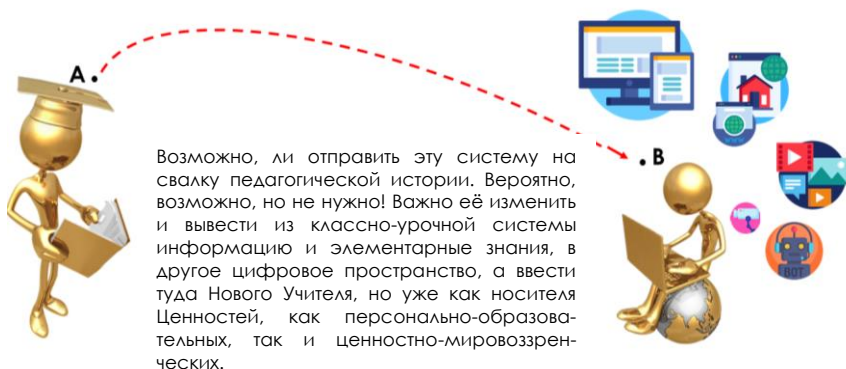 A
B
Возможно, ли отправить эту систему на
свалку педагогической истории. Вероятно,
возможно, но не нужно! Важно её изменить
и вывести из классно-урочной системы
информацию и элементарные знания, в
другое цифровое пространство, а ввести
туда Нового Учителя, но уже как носителя
Ценностей, как персонально-образова-
тельных, так и ценностно-мировоззрен-
ческих.
BOT